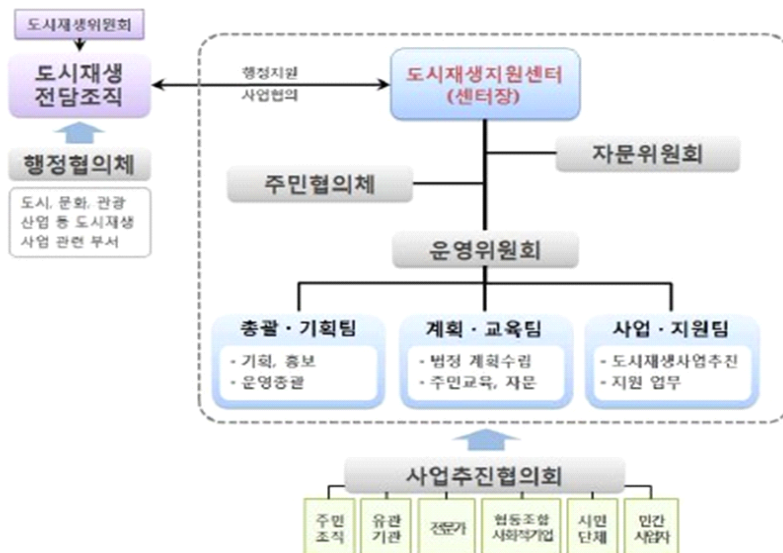 도시재생위원회
도시재생
전담조직
행정협의체
도시, 문화, 관광
산업 등 도시재생
사업 관련 부서
행정지원
사업협의
도시재생지원센터
(센터장)
자문위원회
주민협의체
운영위원회
총괄 · 기획팀
- 기획, 홍보
- 운영총괄
계획 · 교육팀
- 법정 계획수립
- 주민교육, 자문
사업 · 지원팀
- 도시재생사업추진
- 지원 업무
사업추진협의회
주민
조직
유관
기관
전문가
협동조합
사회적기업
시민
단체
민간
사업자